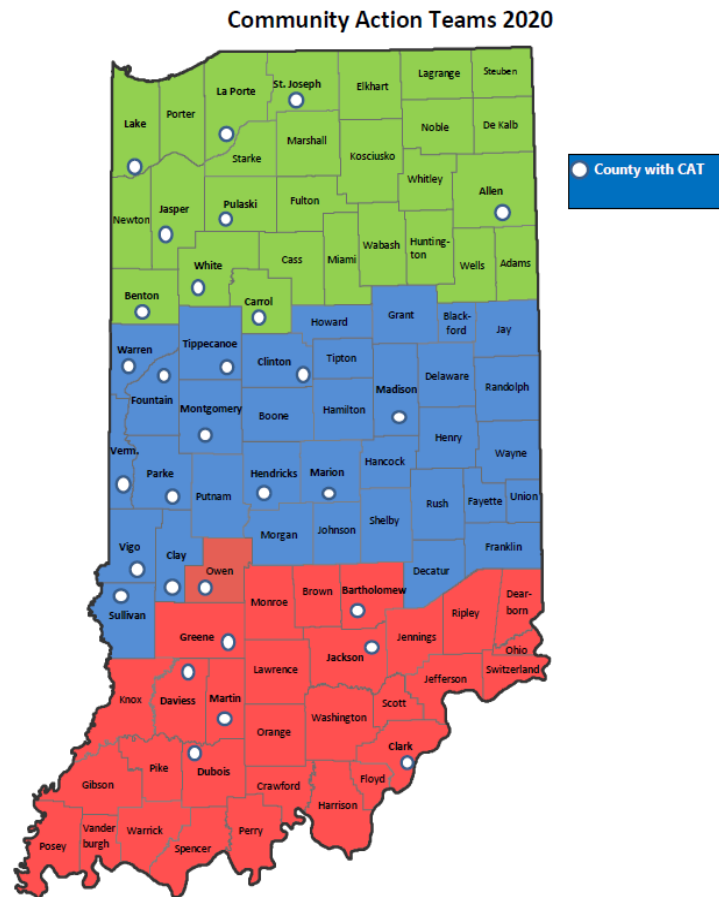 Community Action Teams 2020
County with CAT
Lake
Porter
La Porte
St. Joseph
Elkhart
Lagrange
Steuben
Noble
De Kalb
Starke
Marshall
Kosciusko
Whitley
Allen
Newton
Jasper
Pulaski
Fulton
Wabash
Hunting-
ton
Wells
Adams
White
Cass
Miami
Benton
Carrol
Howard
Grant
Black-
ford
Jay
Warren
Tippecanoe
Clinton
Tipton
Madison
Delaware
Randolph
Fountain
Montgomery
Boone
Hamilton
Henry
Wayne
Verm.
Parke
Putnam
Hendricks
Marion
Hancock
Rush
Fayette
Union
Vigo
Clay
Owen
Morgan
Johnson
Shelby
Decatur
Franklin
Sullivan
Greene
Monroe
Brown
Bartholomew
Jennings
Ripley
Dear-
born
Ohio
Switzerland
Knox
Daviess
Martin
Lawrence
Jackson
Jefferson
Scott
Orange
Washington
Clark
Gibson
Pike
Dubois
Crawford
Floyd
Harrison
Posey
Vander
burgh
Warrick
Spencer
Perry